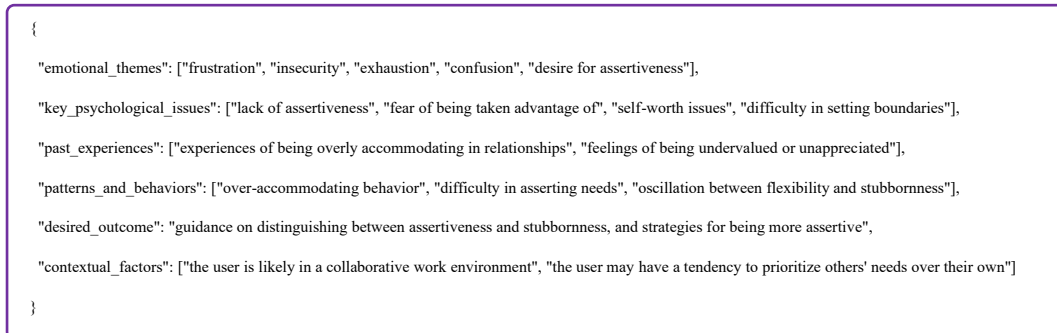 {
"emotional_themes": ["frustration", "insecurity", "exhaustion", "confusion", "desire for assertiveness"],
"key_psychological_issues": ["lack of assertiveness", "fear of being taken advantage of", "self-worth issues", "difficulty in setting boundaries"],
"past_experiences": ["experiences of being overly accommodating in relationships", "feelings of being undervalued or unappreciated"],
"patterns_and_behaviors": ["over-accommodating behavior", "difficulty in asserting needs", "oscillation between flexibility and stubbornness"],
"desired_outcome": "guidance on distinguishing between assertiveness and stubbornness, and strategies for being more assertive",
"contextual_factors": ["the user is likely in a collaborative work environment", "the user may have a tendency to prioritize others' needs over their own"]
}